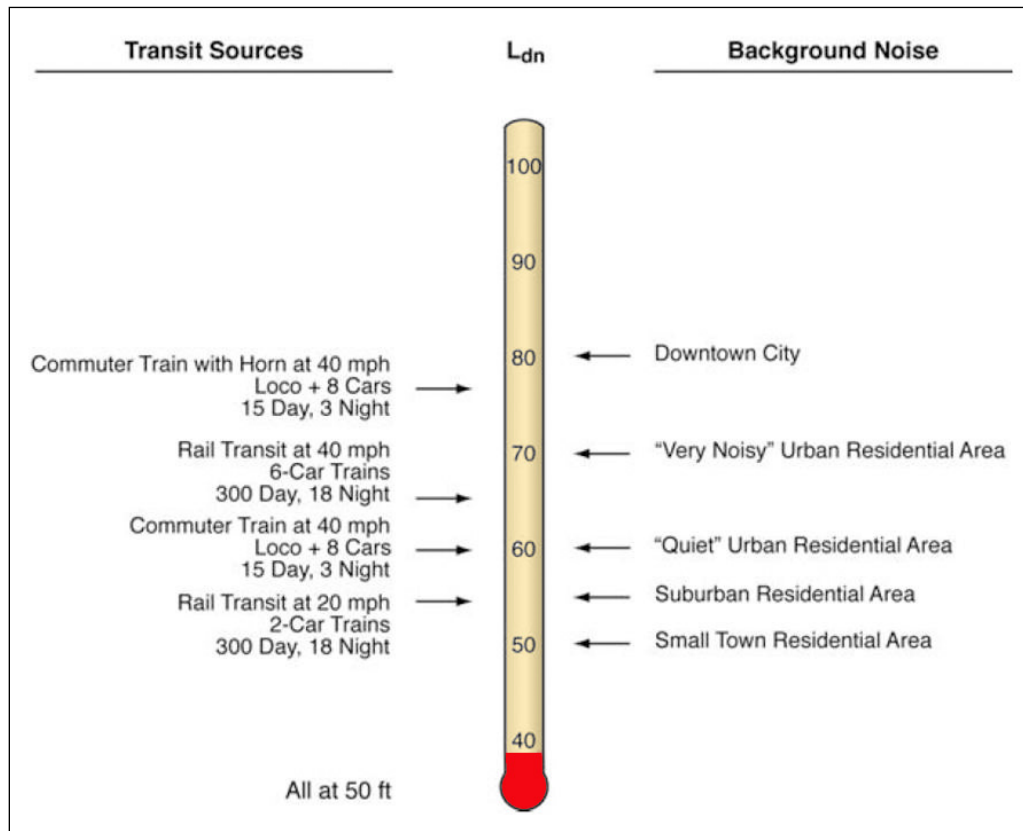 Transit Sources
Commuter Train with Horn at 40 mph
Loco + 8 Cars
15 Day, 3 Night
Rail Transit at 40 mph
6-Car Trains
300 Day, 18 Night
Commuter Train at 40 mph
Loco + 8 Cars
15 Day, 3 Night
Rail Transit at 20 mph
2-Car Trains
300 Day, 18 Night
All at 50 ft
Ldn
100
90
80
70
60
50
40
Background Noise
Downtown City
“Very Noisy” Urban Residential Area
“Quiet” Urban Residential Area
Suburban Residential Area
Small Town Residential Area